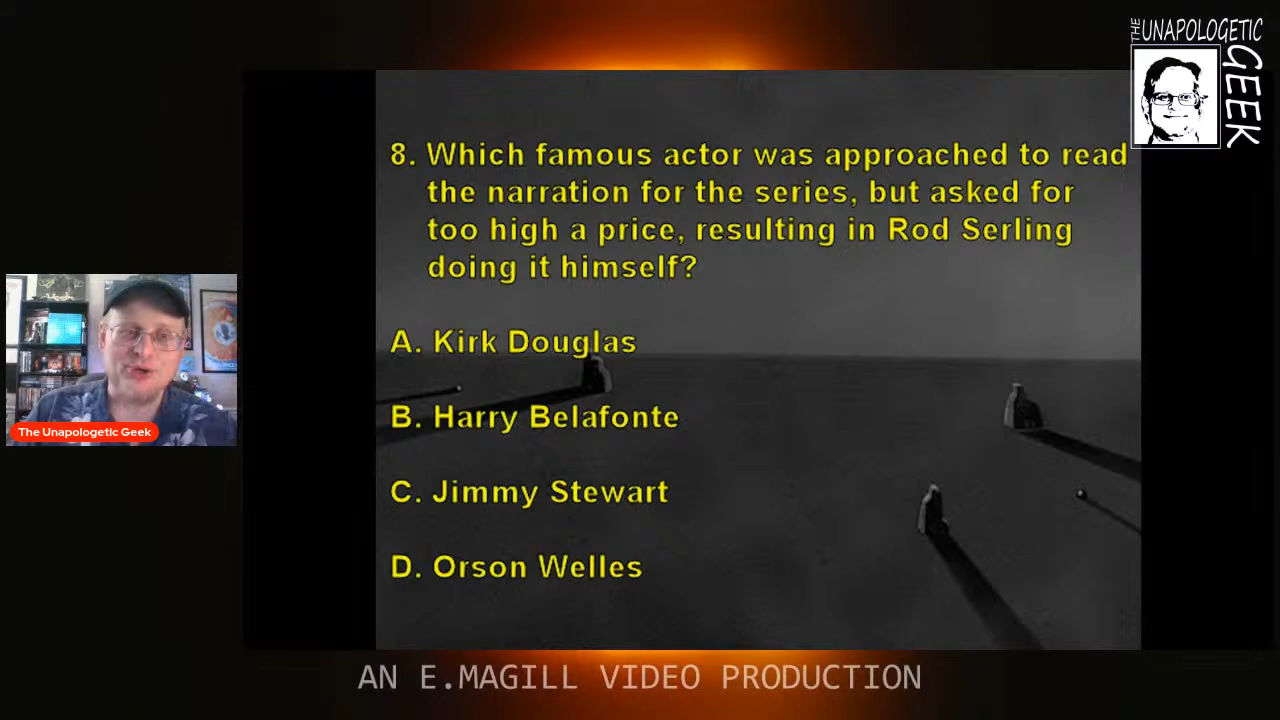 THE UNAPOLOGETIC GEEK
8. Which famous actor was approached to read
the narration for the series, but asked for
too high a price, resulting in Rod Serling
doing it himself?
A. Kirk Douglas
B. Harry Belafonte
C. Jimmy Stewart
D. Orson Welles
The Unapologetic Geek
AN E.MAGILL VIDEO PRODUCTION